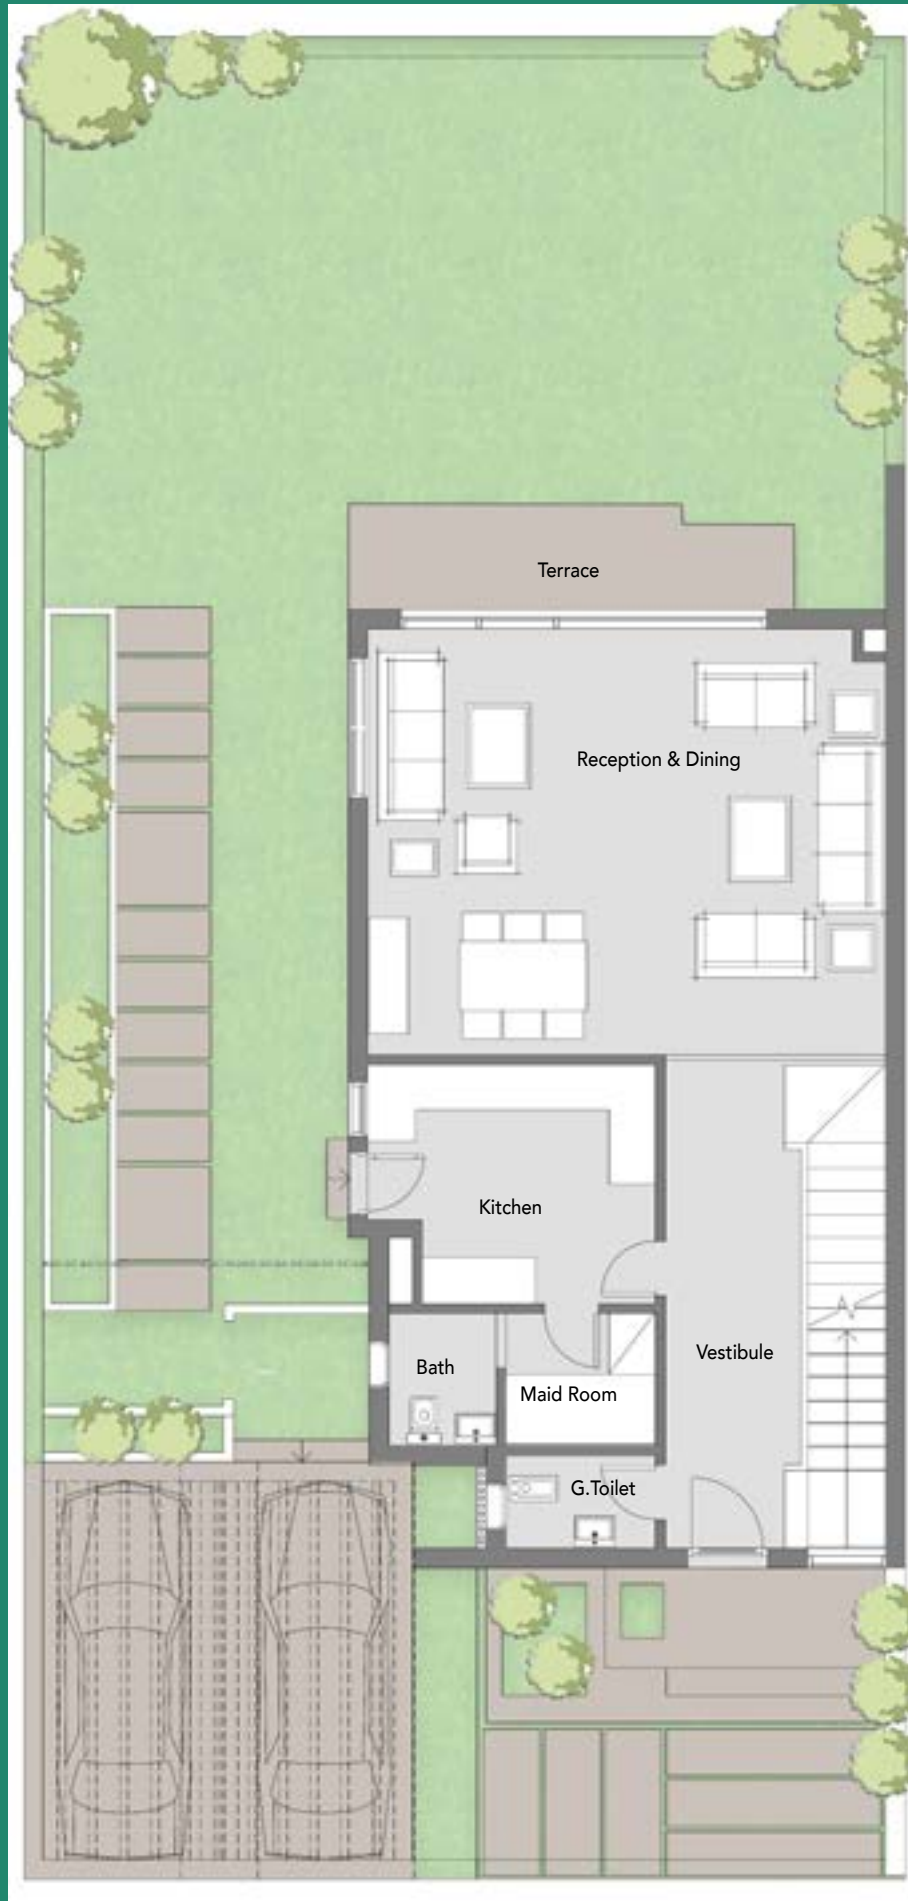 Terrace
Reception & Dining
Kitchen
Vestibule
Bath
Maid Room
G.Toilet